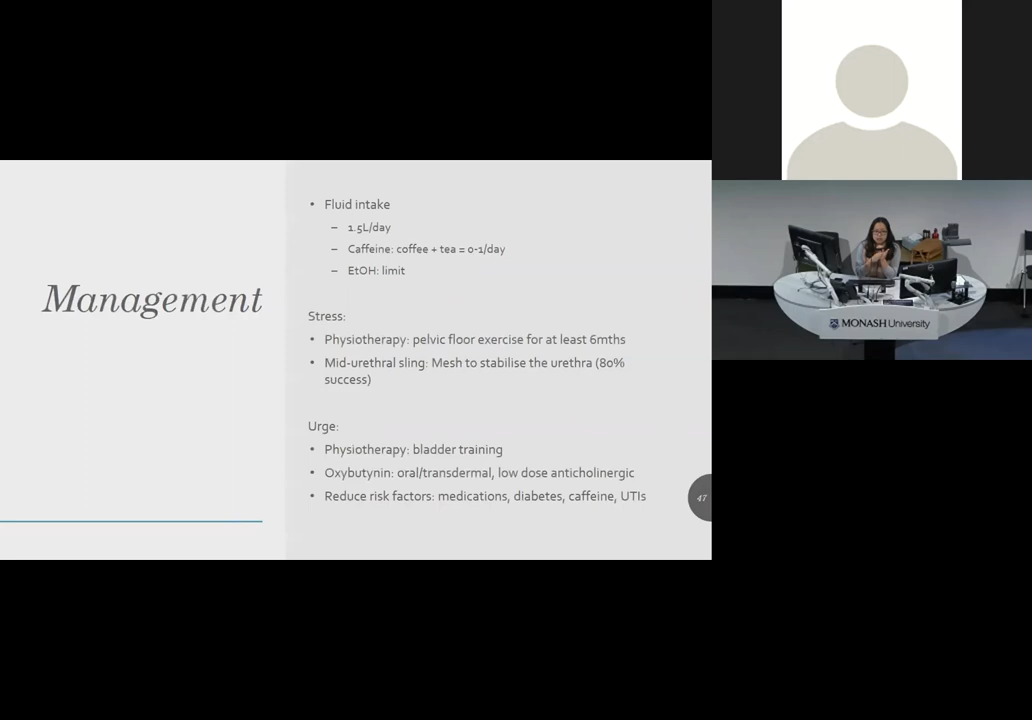 Management
• Fluid intake
– 1.5L/day
– Caffeine: coffee + tea = 0-1/day
– EtOH: limit
Stress:
• Physiotherapy: pelvic floor exercise for at least 6mths
• Mid-urethral sling: Mesh to stabilise the urethra (80%
success)
Urge:
• Physiotherapy: bladder training
• Oxybutynin: oral/transdermal, low dose anticholinergic
• Reduce risk factors: medications, diabetes, caffeine, UTIs
47
MONASH University